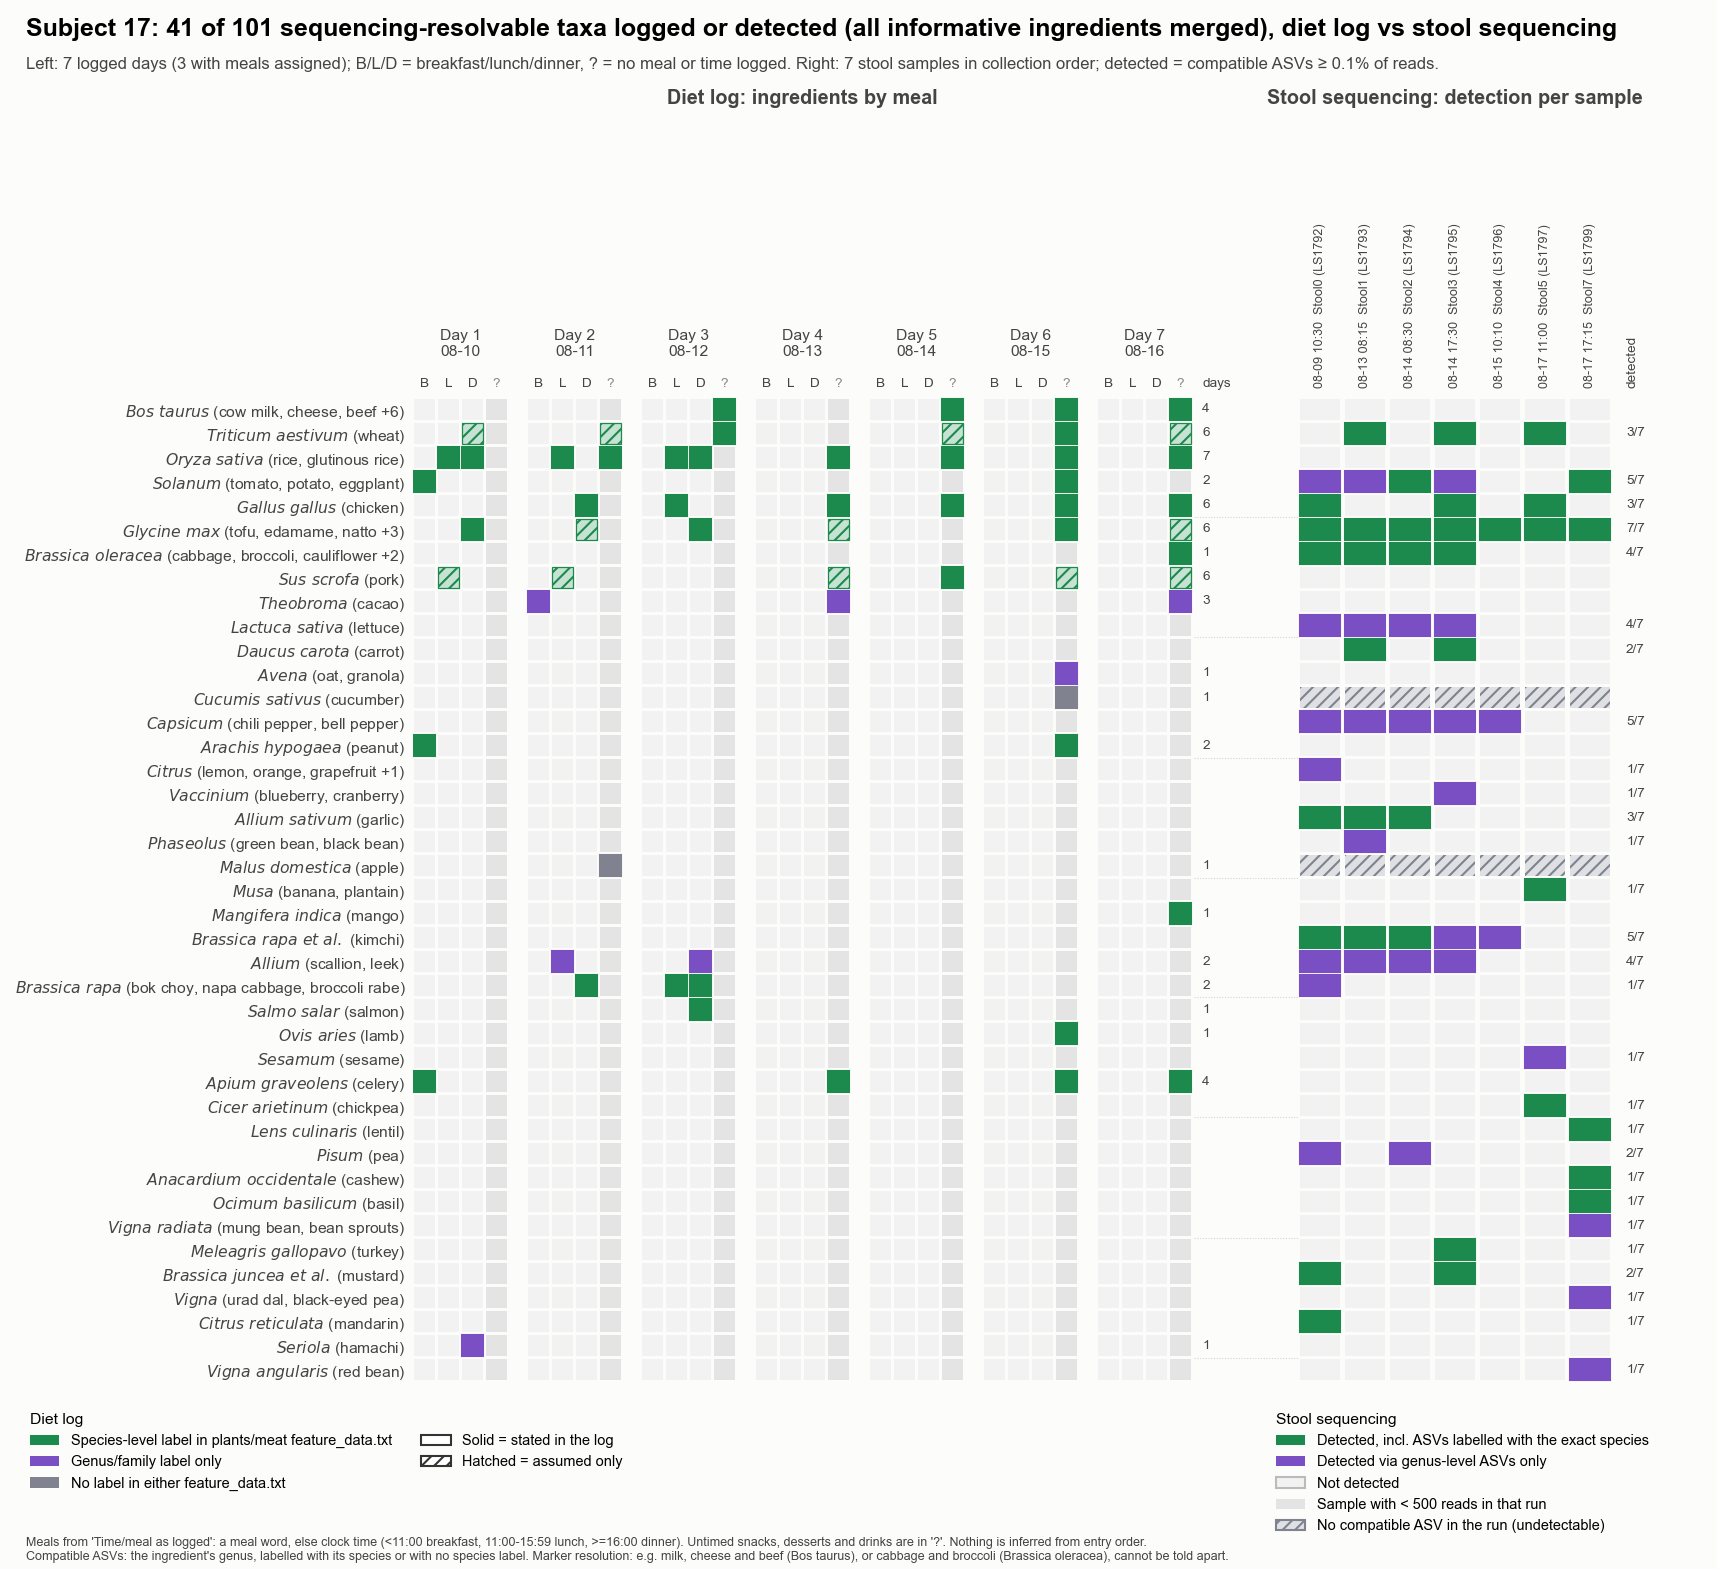 Subject 17: 41 of 101 sequencing-resolvable taxa logged or detected (all informative ingredients merged), diet log vs stool sequencing
Left: 7 logged days (3 with meals assigned); B/L/D = breakfast/lunch/dinner, ? = no meal or time logged. Right: 7 stool samples in collection order; detected = compatible ASVs ≥ 0.1% of reads.
Diet log: ingredients by meal
Stool sequencing: detection per sample
08-09 10:30 Stool0 (LS1792)
08-13 08:15 Stool1 (LS1793)
08-14 08:30 Stool2 (LS1794)
08-14 17:30 Stool3 (LS1795)
08-15 10:10 Stool4 (LS1796)
08-17 11:00 Stool5 (LS1797)
08-17 17:15 Stool7 (LS1799)
detected
Day 1 Day 2 Day 3 Day 4 Day 5 Day 6 Day 7
08-10 08-11 08-12 08-13 08-14 08-15 08-16
B L D ? B L D ? B L D ? B L D ? B L D ? B L D ? B L D ? days
Bos taurus (cow milk, cheese, beef +6) 4
Triticum aestivum (wheat) 6 3/7
Oryza sativa (rice, glutinous rice) 7
Solanum (tomato, potato, eggplant) 2 5/7
Gallus gallus (chicken) 6 3/7
Glycine max (tofu, edamame, natto +3) 6 7/7
Brassica oleracea (cabbage, broccoli, cauliflower +2) 1 4/7
Sus scrofa (pork) 6
Theobroma (cacao) 3
Lactuca sativa (lettuce) 4/7
Daucus carota (carrot) 2/7
Avena (oat, granola) 1
Cucumis sativus (cucumber) 1
Capsicum (chili pepper, bell pepper) 5/7
Arachis hypogaea (peanut) 2
Citrus (lemon, orange, grapefruit +1) 1/7
Vaccinium (blueberry, cranberry) 1/7
Allium sativum (garlic) 3/7
Phaseolus (green bean, black bean) 1/7
Malus domestica (apple) 1
Musa (banana, plantain) 1/7
Mangifera indica (mango) 1
Brassica rapa et al. (kimchi) 5/7
Allium (scallion, leek) 2 4/7
Brassica rapa (bok choy, napa cabbage, broccoli rabe) 2 1/7
Salmo salar (salmon) 1
Ovis aries (lamb) 1
Sesamum (sesame) 1/7
Apium graveolens (celery) 4
Cicer arietinum (chickpea) 1/7
Lens culinaris (lentil) 1/7
Pisum (pea) 2/7
Anacardium occidentale (cashew) 1/7
Ocimum basilicum (basil) 1/7
Vigna radiata (mung bean, bean sprouts) 1/7
Meleagris gallopavo (turkey) 1/7
Brassica juncea et al. (mustard) 2/7
Vigna (urad dal, black-eyed pea) 1/7
Citrus reticulata (mandarin) 1/7
Seriola (hamachi) 1
Vigna angularis (red bean) 1/7
Diet log
Species-level label in plants/meat feature_data.txt
Genus/family label only
No label in either feature_data.txt
Solid = stated in the log
Hatched = assumed only
Stool sequencing
Detected, incl. ASVs labelled with the exact species
Detected via genus-level ASVs only
Not detected
Sample with < 500 reads in that run
No compatible ASV in the run (undetectable)
Meals from 'Time/meal as logged': a meal word, else clock time (<11:00 breakfast, 11:00-15:59 lunch, >=16:00 dinner). Untimed snacks, desserts and drinks are in '?'. Nothing is inferred from entry order.
Compatible ASVs: the ingredient's genus, labelled with its species or with no species label. Marker resolution: e.g. milk, cheese and beef (Bos taurus), or cabbage and broccoli (Brassica oleracea), cannot be told apart.